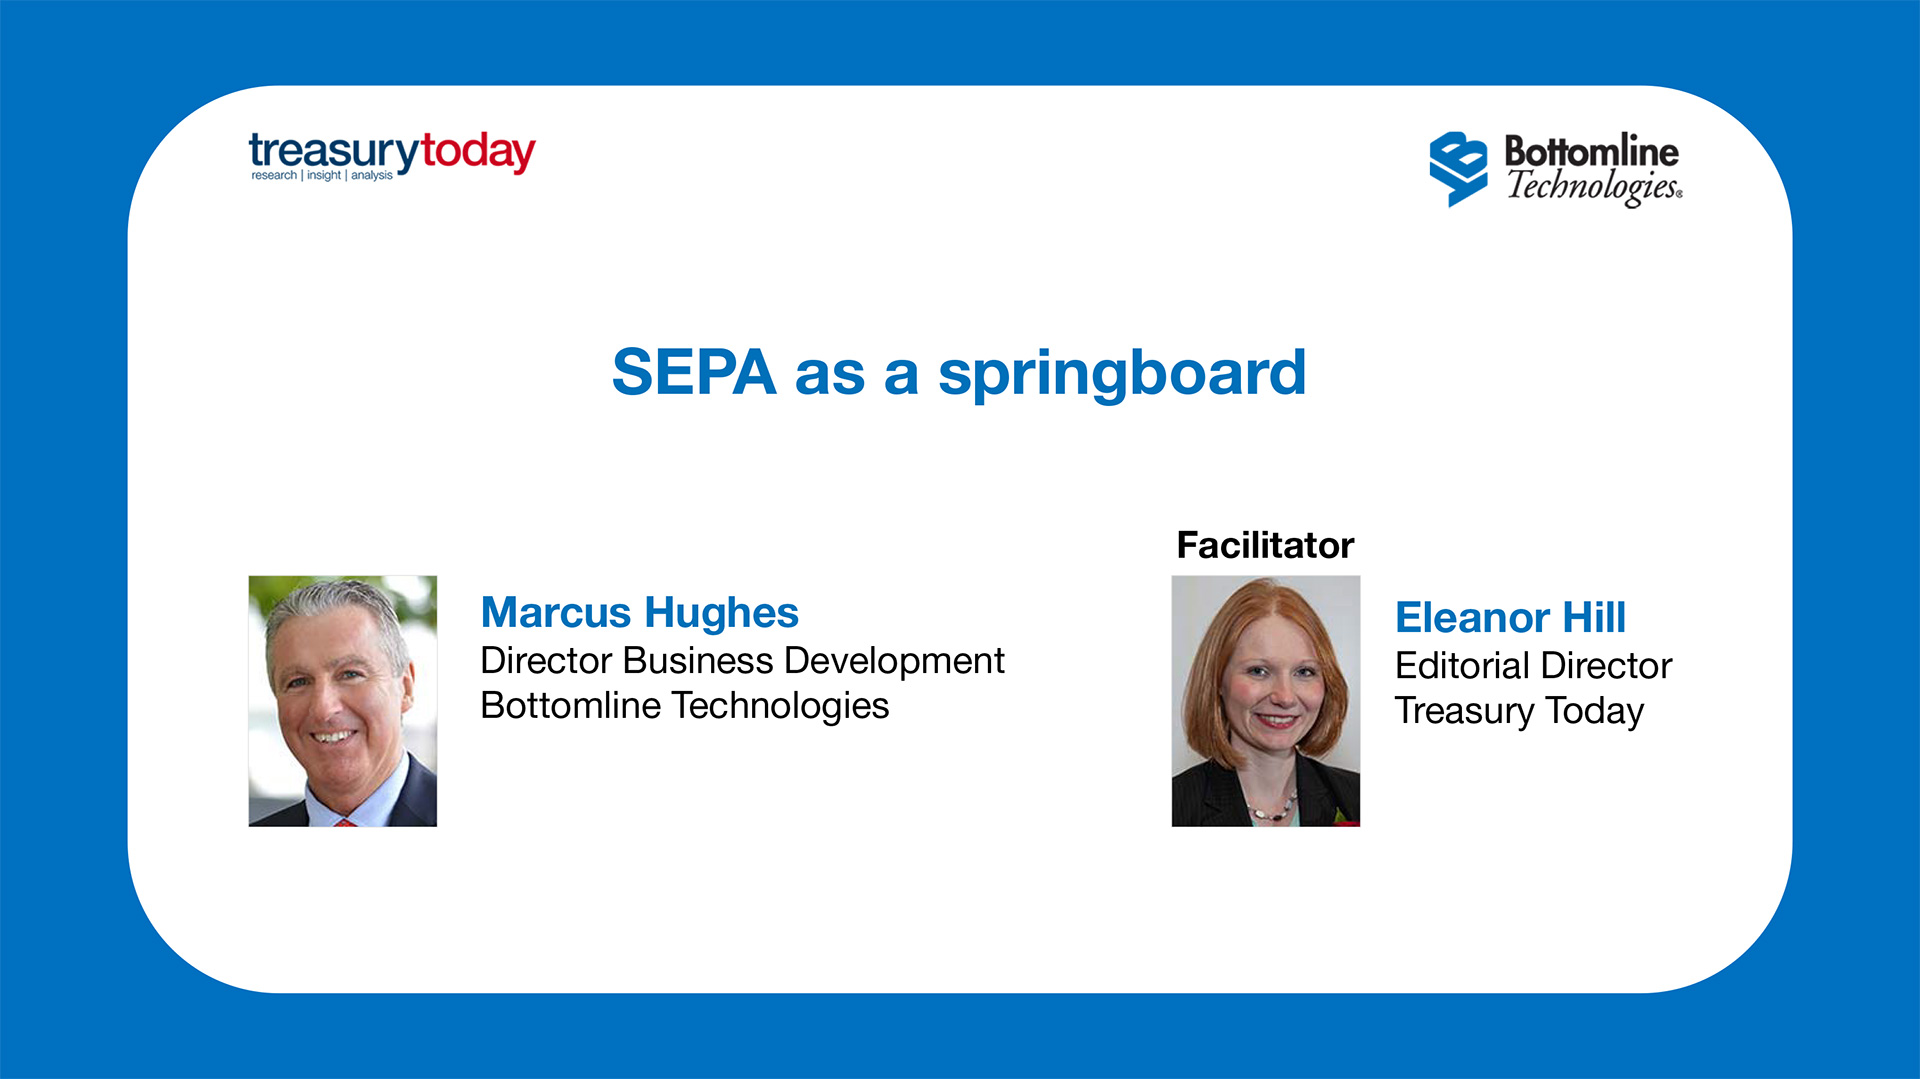 treasurytoday
research | insight | analysis
Bottomline
Technologies®
SEPA as a springboard
Marcus Hughes
Director Business Development
Bottomline Technologies
Facilitator
Eleanor Hill
Editorial Director
Treasury Today